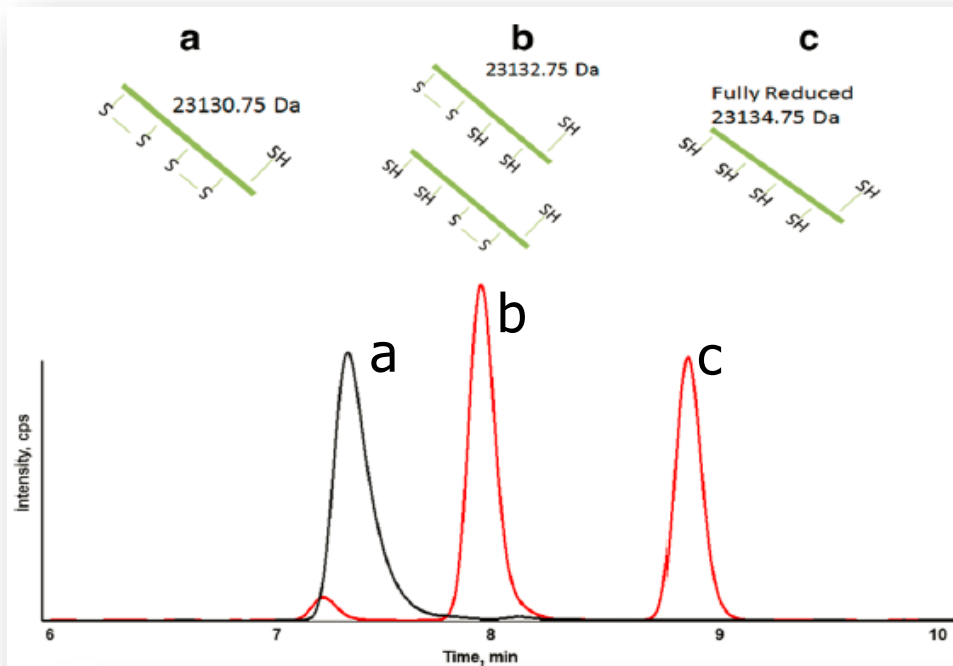 a
b
c
23130.75 Da
23132.75 Da
Fully Reduced
23134.75 Da
S
S
S
S
SH
S
S
SH
SH
SH
SH
SH
S
S
SH
SH
SH
SH
SH
SH
a
b
c
Intensity, cps
6
7
8
9
10
Time, min